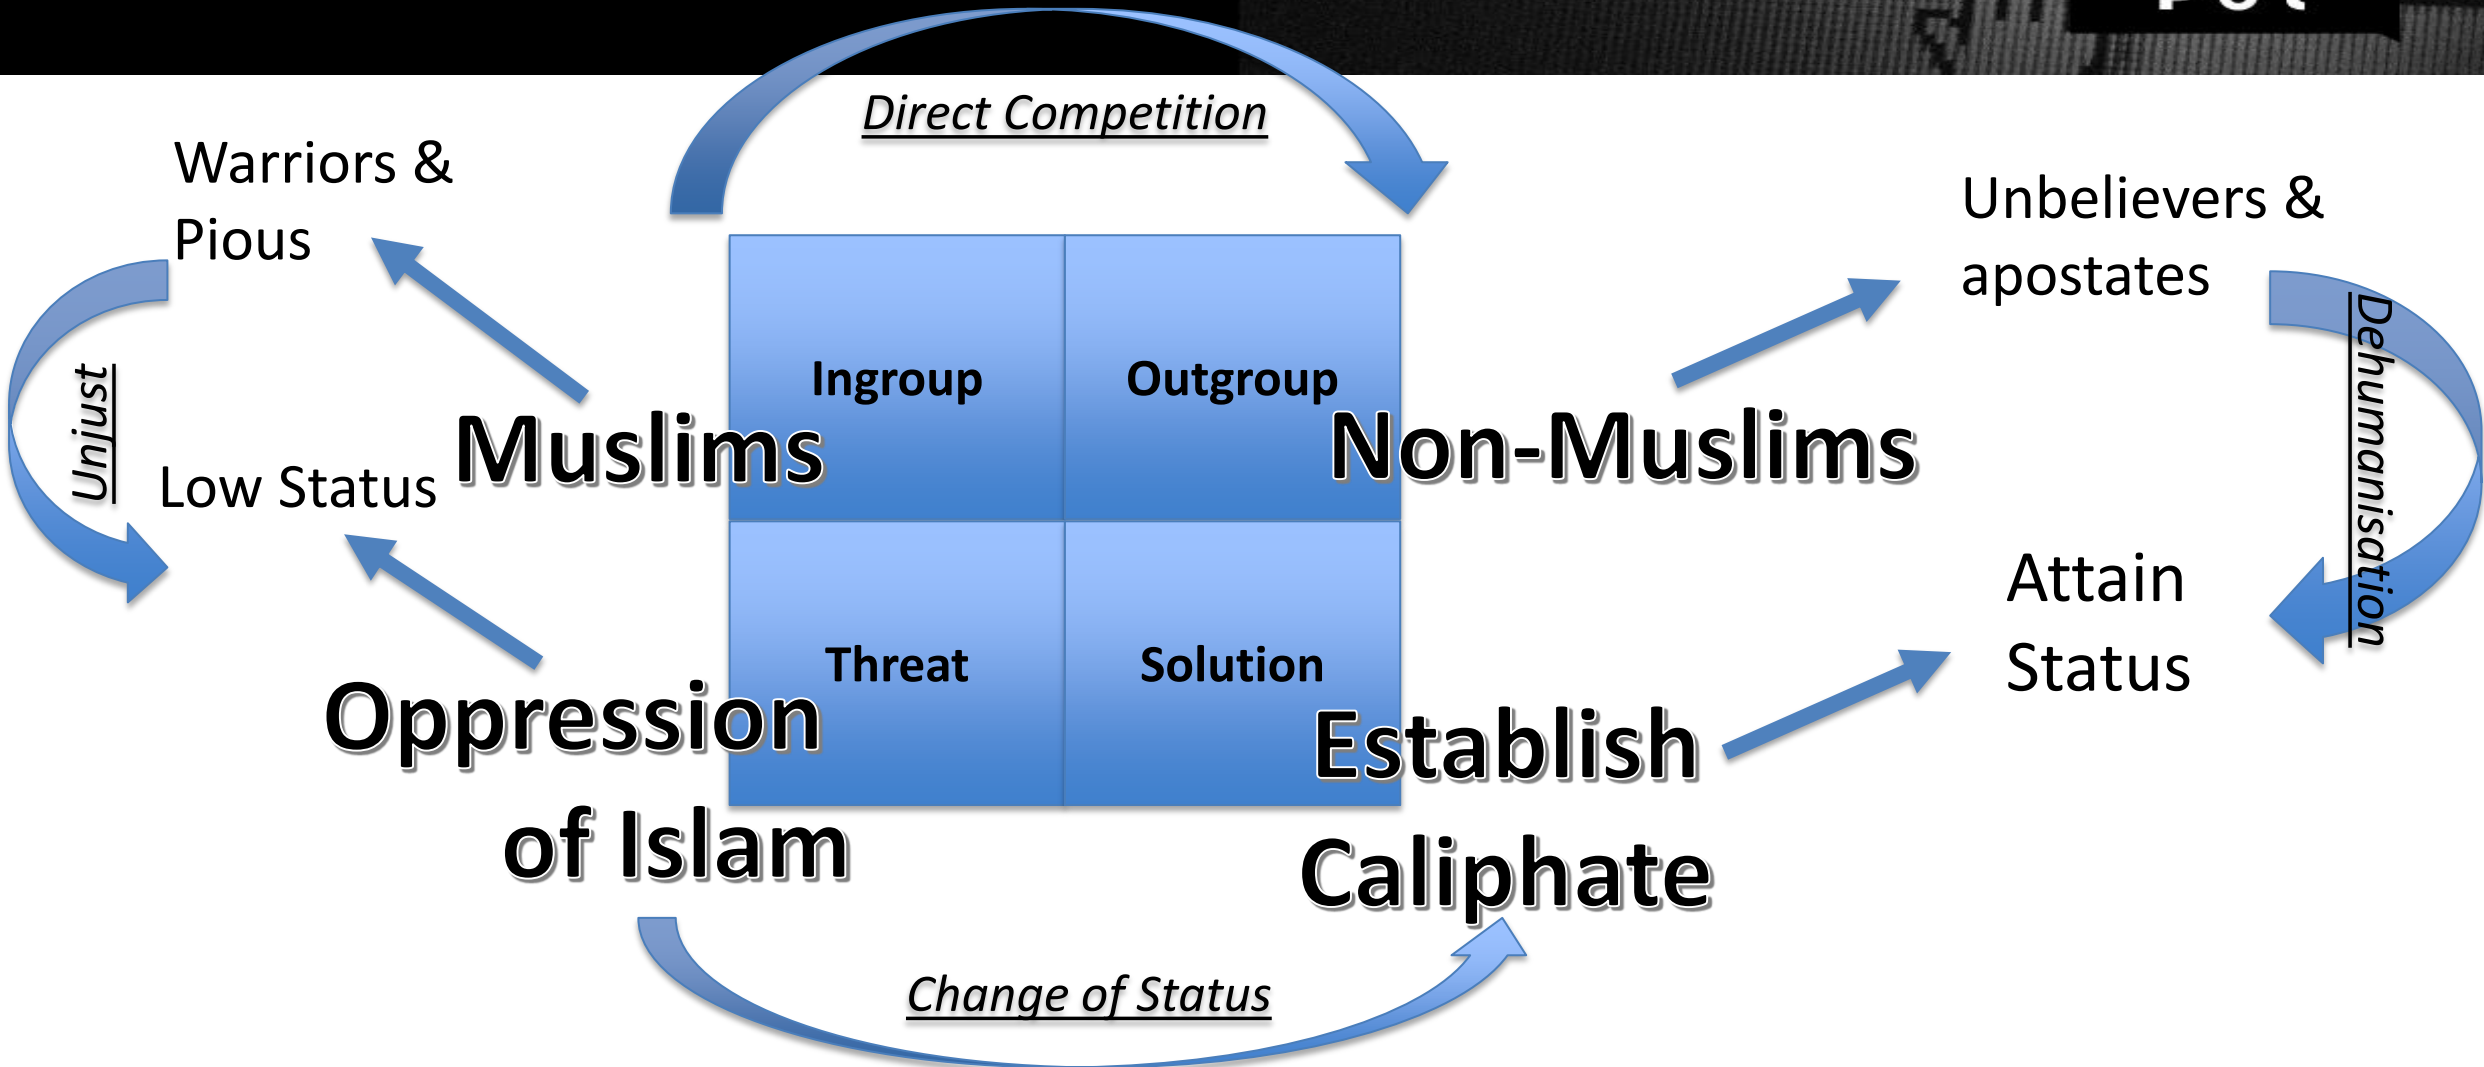 Direct Competition
Warriors &
Pious
Unbelievers &
apostates
Ingroup
Outgroup
Unjust
Muslims
Non-Muslims
Low Status
Dehumanisation
Threat
Solution
Attain
Status
Oppression
of Islam
Establish
Caliphate
Change of Status